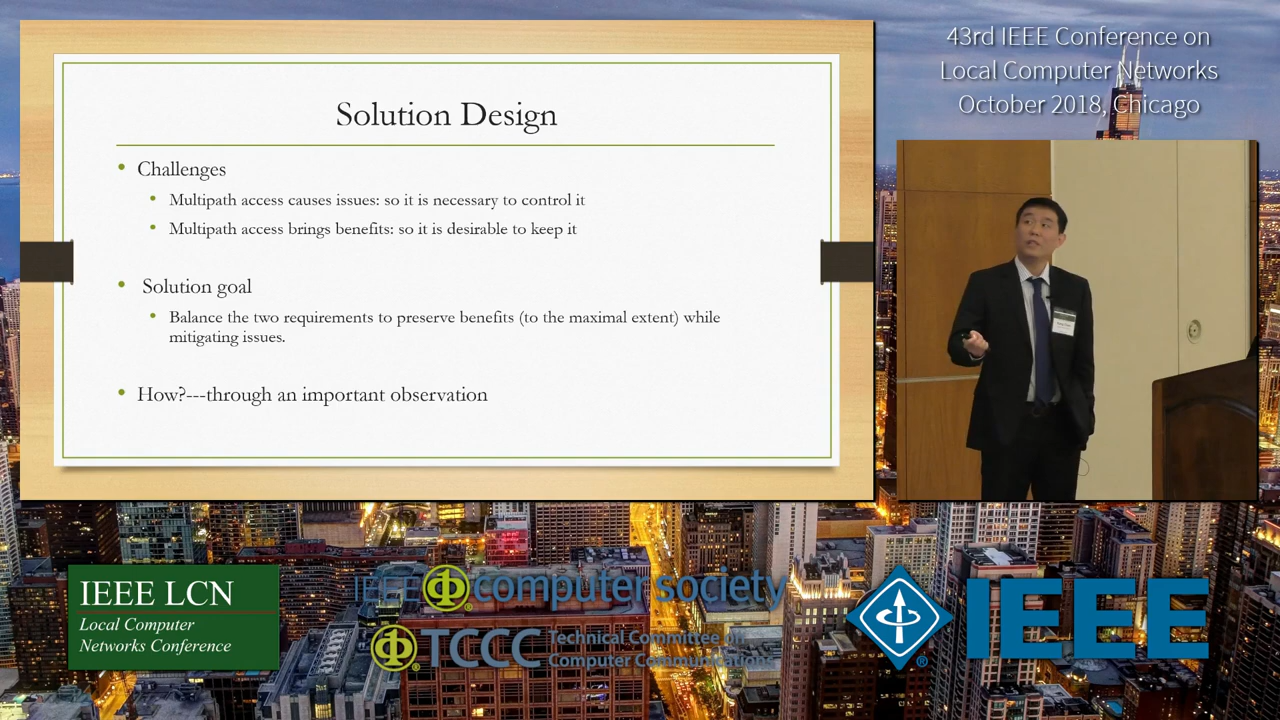 Solution Design
• Challenges
• Multipath access causes issues: so it is necessary to control it
• Multipath access brings benefits: so it is desirable to keep it
• Solution goal
• Balance the two requirements to preserve benefits (to the maximal extent) while
mitigating issues.
• How?---through an important observation
43rd IEEE Conference on
Local Computer Networks
October 2018, Chicago
IEEE LCN
Local Computer
Networks Conference
IEEE computer society
TCCC Technical Committee on
Computer Communications
IEEE